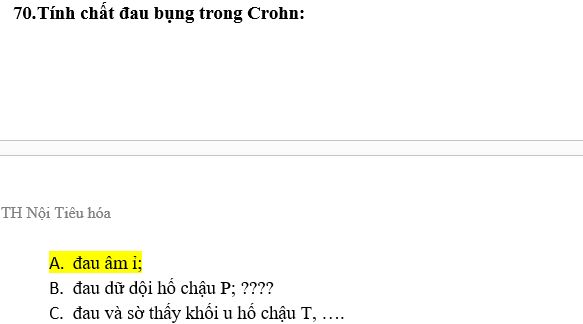 70.Tính chất đau bụng trong Crohn:
TH Nội Tiêu hóa
A. đau âm ỉ;
B. đau dữ dội hố chậu P; ????
C. đau và sờ thấy khối u hố chậu T, ….